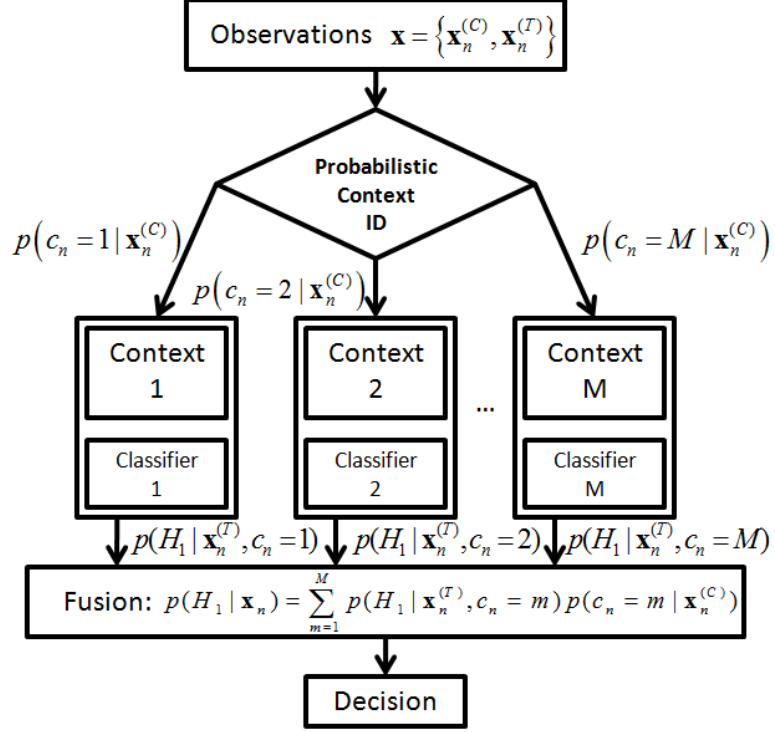 Observations x = {x_n^(C), x_n^(T)}
Probabilistic
Context
ID
p(c_n = 1 | x_n^(C))
p(c_n = M | x_n^(C))
p(c_n = 2 | x_n^(C))
Context
1
Context
2
Context
M
...
Classifier
1
Classifier
2
Classifier
M
p(H_1 | x_n^(T), c_n = 1)
p(H_1 | x_n^(T), c_n = 2)
p(H_1 | x_n^(T), c_n = M)
Fusion: p(H_1 | x_n) = ∑_{m=1}^{M} p(H_1 | x_n^(T), c_n = m) p(c_n = m | x_n^(C))
Decision